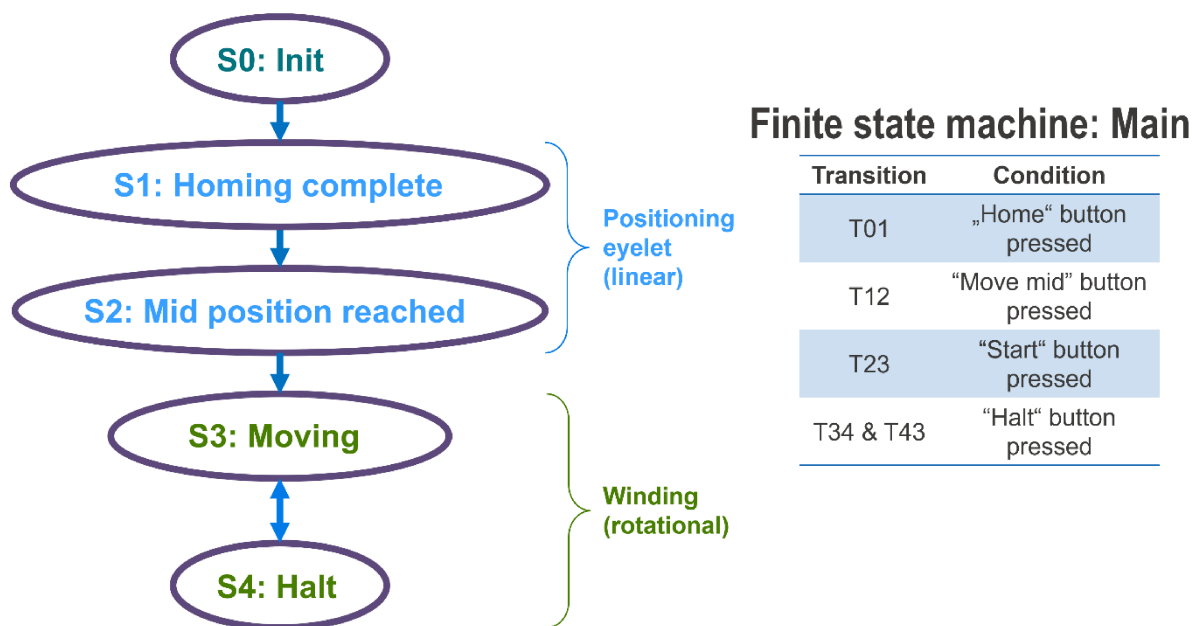 S0: Init
S1: Homing complete
S2: Mid position reached
S3: Moving
S4: Halt
Positioning
eyelet
(linear)
Winding
(rotational)
Finite state machine: Main
Transition Condition
T01 „Home“ button
pressed
T12 “Move mid” button
pressed
T23 “Start“ button
pressed
T34 & T43 “Halt“ button
pressed